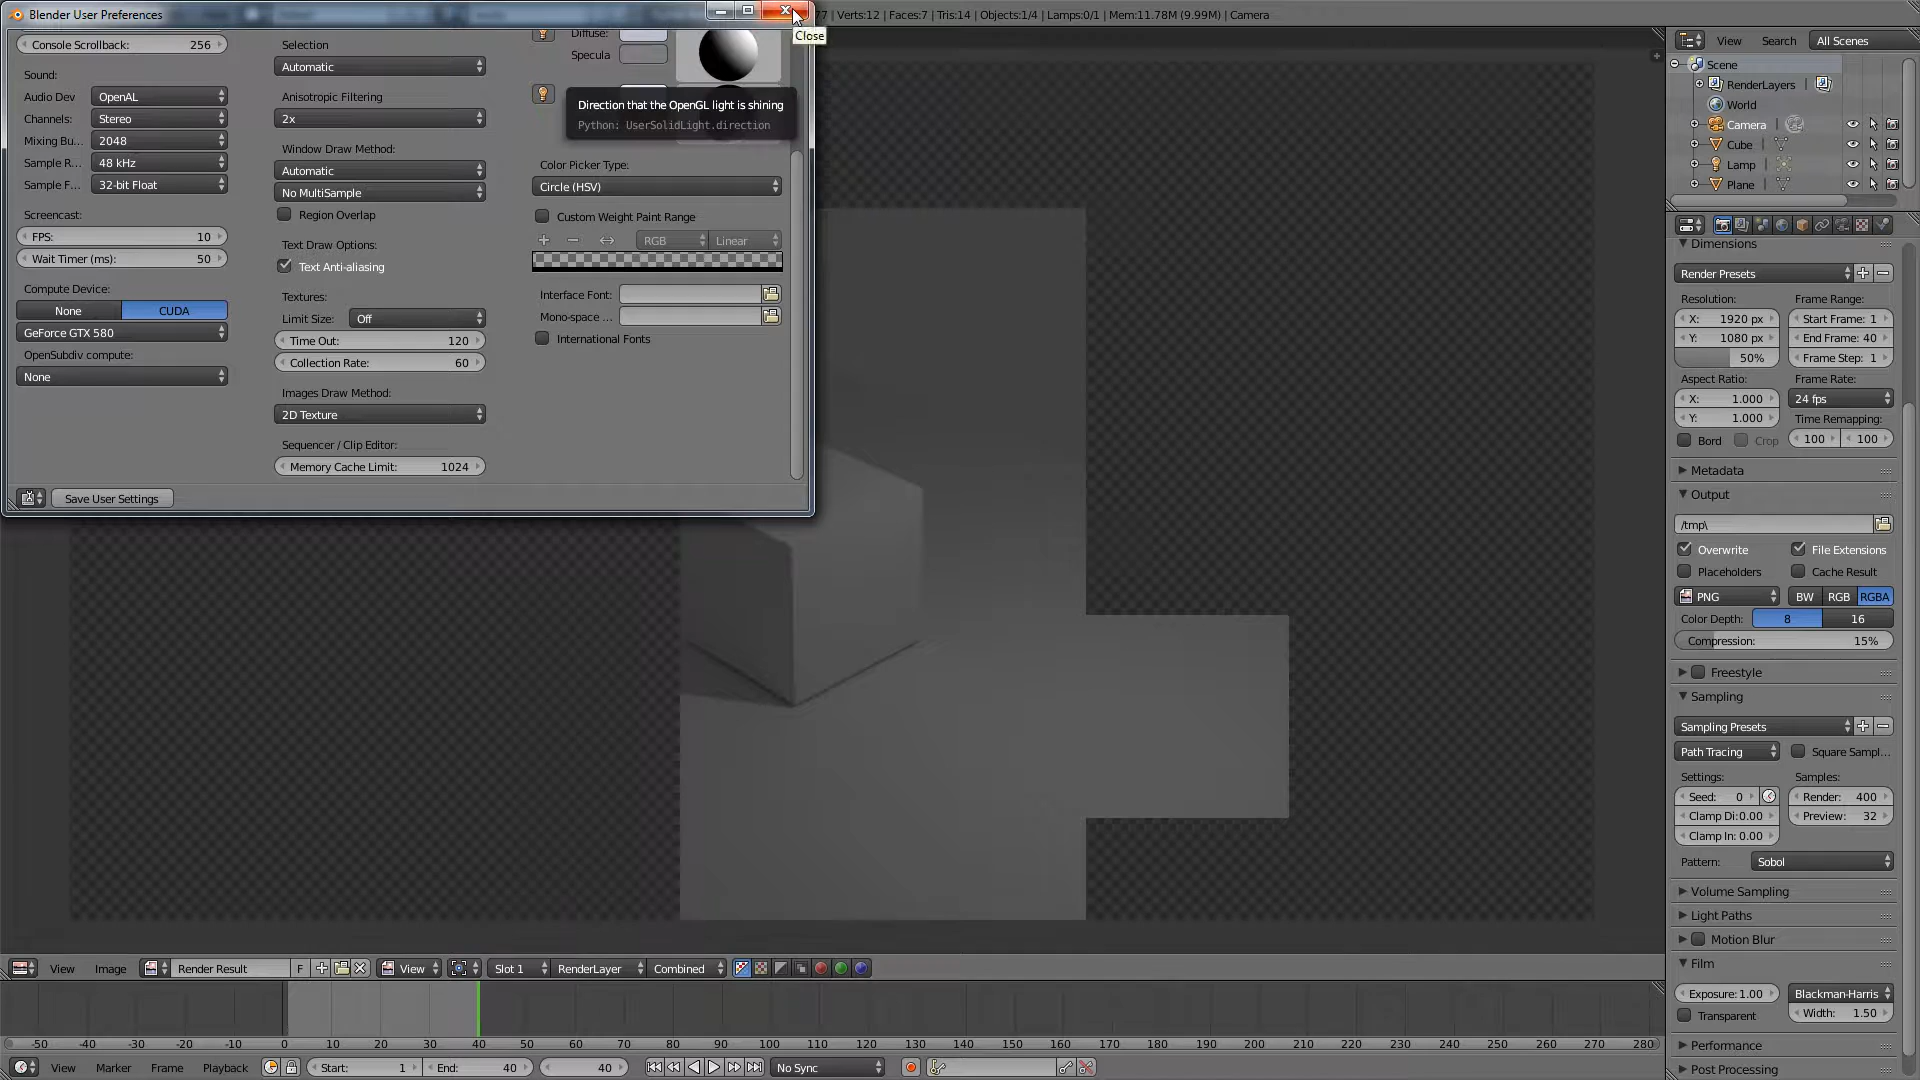 Blender User Preferences
77 | Verts:12 | Faces:7 | Tris:14 | Objects:1/4 | Lamps:0/1 | Mem:11.78M (9.99M) | Camera
Close
Console Scrollback: 256
Sound:
Audio Dev OpenAL
Channels: Stereo
Mixing Bu... 2048
Sample R... 48 kHz
Sample F... 32-bit Float
Screencast:
FPS: 10
Wait Timer (ms): 50
Compute Device:
None CUDA
GeForce GTX 580
OpenSubdiv compute:
None
Save User Settings
Selection
Automatic
Anisotropic Filtering
2x
Window Draw Method:
Automatic
No MultiSample
Region Overlap
Text Draw Options:
Text Anti-aliasing
Textures:
Limit Size: Off
Time Out: 120
Collection Rate: 60
Images Draw Method:
2D Texture
Sequencer / Clip Editor:
Memory Cache Limit: 1024
Diffuse:
Specula
Direction that the OpenGL light is shining
Python: UserSolidLight.direction
Color Picker Type:
Circle (HSV)
Custom Weight Paint Range
RGB Linear
Interface Font:
Mono-space ...
International Fonts
View Search All Scenes
Scene
RenderLayers |
World
Camera |
Cube |
Lamp |
Plane |
Dimensions
Render Presets
Resolution: Frame Range:
X: 1920 px Start Frame: 1
Y: 1080 px End Frame: 40
50% Frame Step: 1
Aspect Ratio: Frame Rate:
X: 1.000 24 fps
Y: 1.000 Time Remapping:
Bord Crop 100 100
Metadata
Output
/tmp\
Overwrite File Extensions
Placeholders Cache Result
PNG BW RGB RGBA
Color Depth: 8 16
Compression: 15%
Freestyle
Sampling
Sampling Presets
Path Tracing Square Sampl...
Settings: Samples:
Seed: 0 Render: 400
Clamp Di:0.00 Preview: 32
Clamp In: 0.00
Pattern: Sobol
Volume Sampling
Light Paths
Motion Blur
Film
Exposure:1.00 Blackman-Harris
Transparent Width: 1.50
Performance
Post Processing
View Image Render Result F View Slot 1 RenderLayer Combined
-50 -40 -30 -20 -10 0 10 20 30 40 50 60 70 80 90 100 110 120 130 140 150 160 170 180 190 200 210 220 230 240 250 260 270 280
View Marker Frame Playback Start: 1 End: 40 40 No Sync